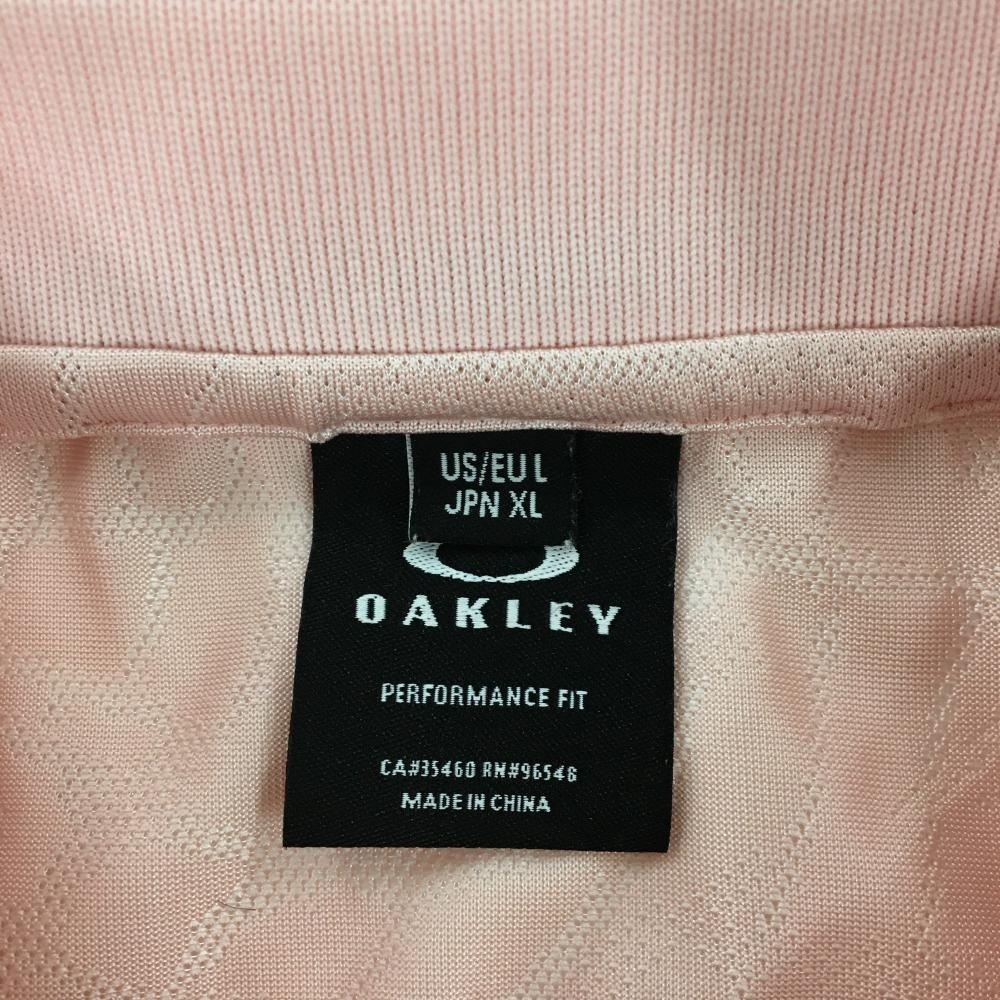 US/EU L
JPN XL
OAKLEY
PERFORMANCE FIT
CA#35460 RN#96548
MADE IN CHINA